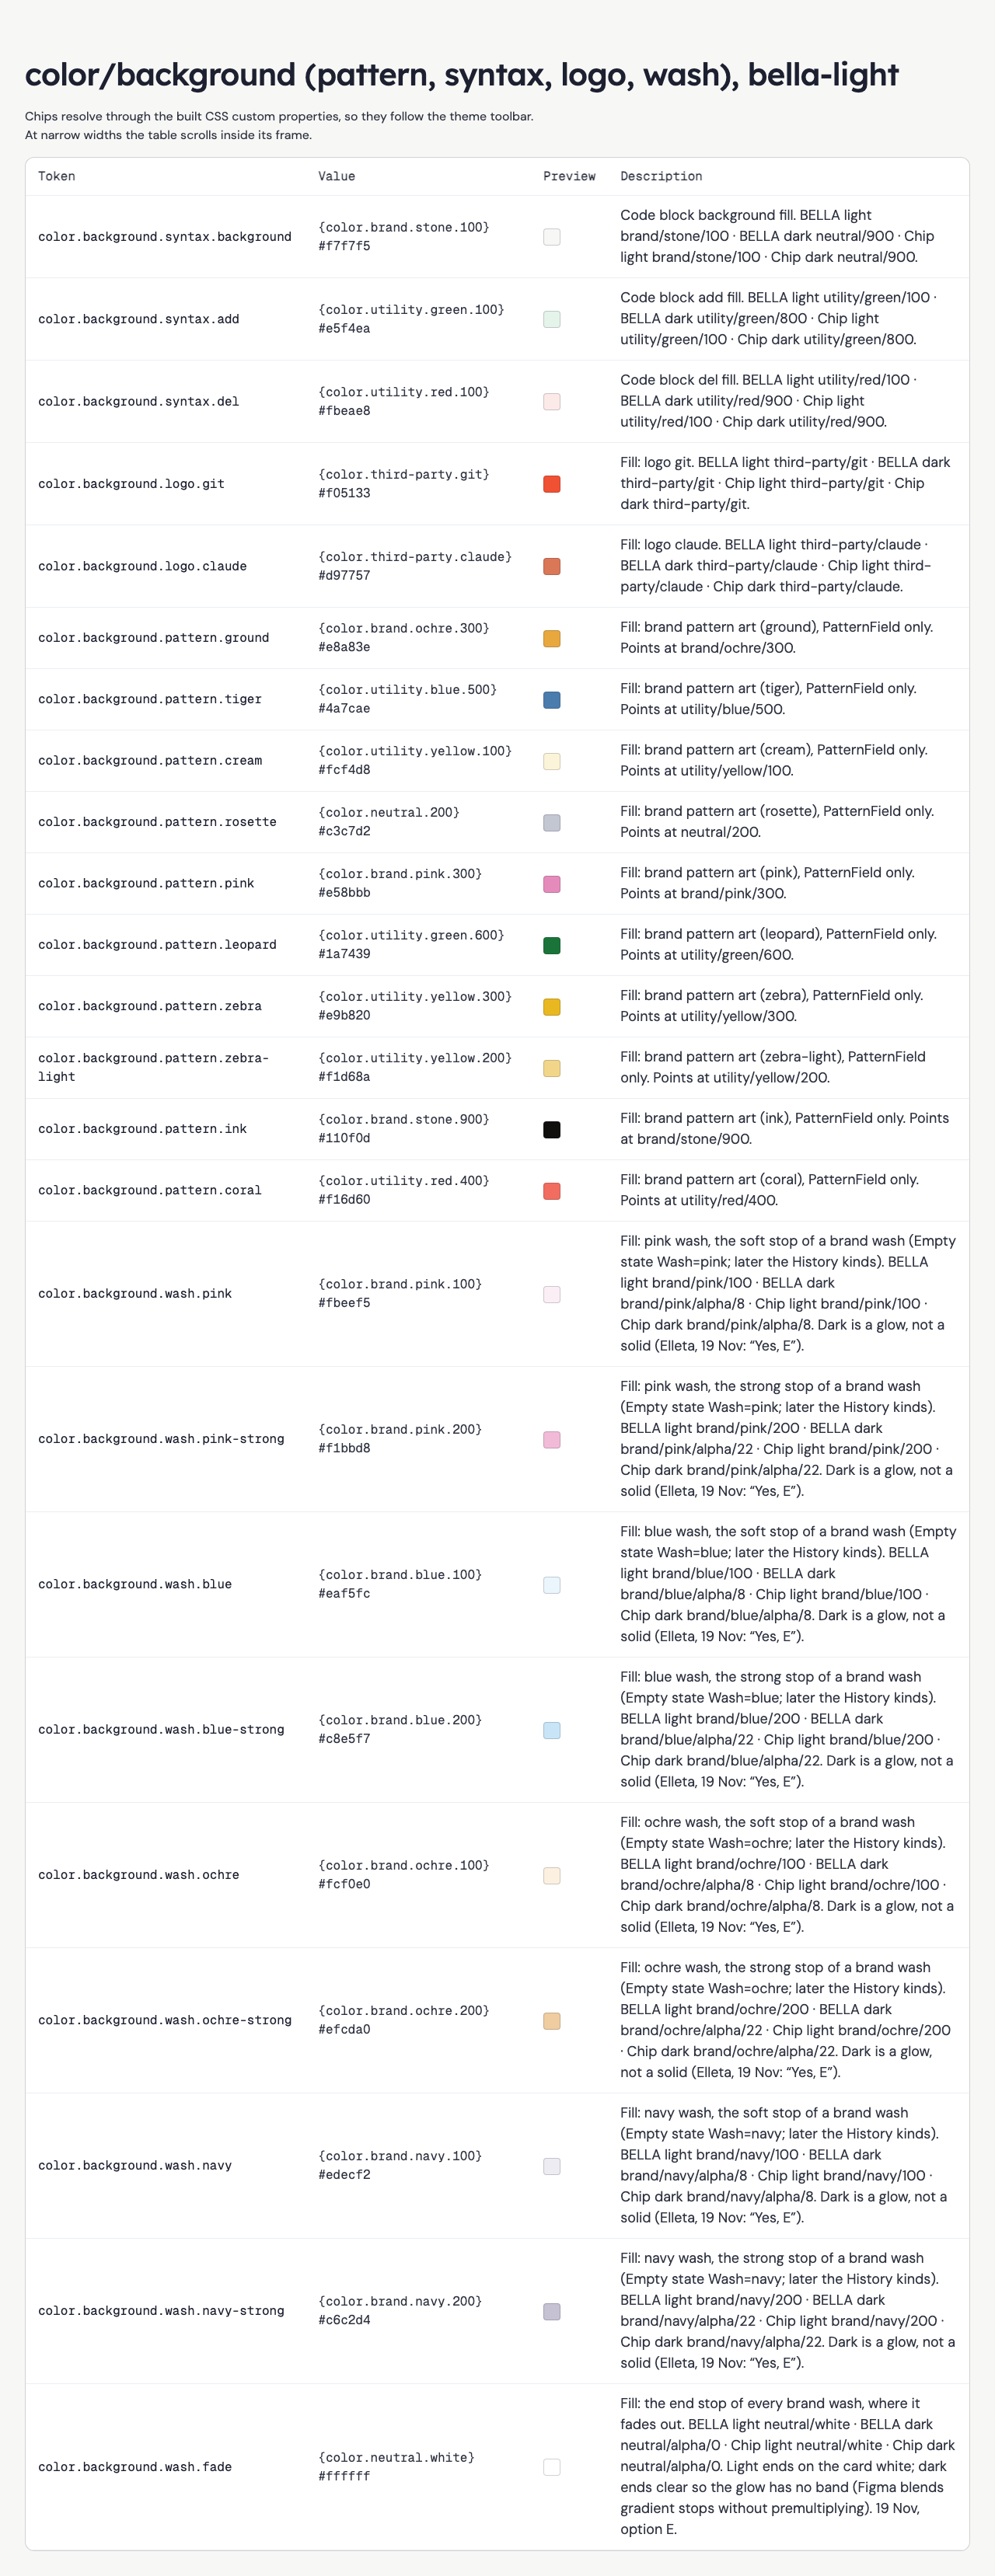 color/background (pattern, syntax, logo, wash), bella-light
Chips resolve through the built CSS custom properties, so they follow the theme toolbar.
At narrow widths the table scrolls inside its frame.
Token Value Preview Description
color.background.syntax.background
{color.brand.stone.100}
#f7f7f5
Code block background fill. BELLA light
brand/stone/100 · BELLA dark neutral/900 · Chip
light brand/stone/100 · Chip dark neutral/900.
color.background.syntax.add
{color.utility.green.100}
#e5f4ea
Code block add fill. BELLA light utility/green/100 ·
BELLA dark utility/green/800 · Chip light
utility/green/100 · Chip dark utility/green/800.
color.background.syntax.del
{color.utility.red.100}
#fbeae8
Code block del fill. BELLA light utility/red/100 ·
BELLA dark utility/red/900 · Chip light
utility/red/100 · Chip dark utility/red/900.
color.background.logo.git
{color.third-party.git}
#f05133
Fill: logo git. BELLA light third-party/git · BELLA dark
third-party/git · Chip light third-party/git · Chip
dark third-party/git.
color.background.logo.claude
{color.third-party.claude}
#d97757
Fill: logo claude. BELLA light third-party/claude ·
BELLA dark third-party/claude · Chip light third-
party/claude · Chip dark third-party/claude.
color.background.pattern.ground
{color.brand.ochre.300}
#e8a83e
Fill: brand pattern art (ground), PatternField only.
Points at brand/ochre/300.
color.background.pattern.tiger
{color.utility.blue.500}
#4a7cae
Fill: brand pattern art (tiger), PatternField only.
Points at utility/blue/500.
color.background.pattern.cream
{color.utility.yellow.100}
#fcf4d8
Fill: brand pattern art (cream), PatternField only.
Points at utility/yellow/100.
color.background.pattern.rosette
{color.neutral.200}
#c3c7d2
Fill: brand pattern art (rosette), PatternField only.
Points at neutral/200.
color.background.pattern.pink
{color.brand.pink.300}
#e58bbb
Fill: brand pattern art (pink), PatternField only.
Points at brand/pink/300.
color.background.pattern.leopard
{color.utility.green.600}
#1a7439
Fill: brand pattern art (leopard), PatternField only.
Points at utility/green/600.
color.background.pattern.zebra
{color.utility.yellow.300}
#e9b820
Fill: brand pattern art (zebra), PatternField only.
Points at utility/yellow/300.
color.background.pattern.zebra-
light
{color.utility.yellow.200}
#f1d68a
Fill: brand pattern art (zebra-light), PatternField
only. Points at utility/yellow/200.
color.background.pattern.ink
{color.brand.stone.900}
#110f0d
Fill: brand pattern art (ink), PatternField only. Points
at brand/stone/900.
color.background.pattern.coral
{color.utility.red.400}
#f16d60
Fill: brand pattern art (coral), PatternField only.
Points at utility/red/400.
color.background.wash.pink
{color.brand.pink.100}
#fbeef5
Fill: pink wash, the soft stop of a brand wash (Empty
state Wash=pink; later the History kinds). BELLA
light brand/pink/100 · BELLA dark
brand/pink/alpha/8 · Chip light brand/pink/100 ·
Chip dark brand/pink/alpha/8. Dark is a glow, not a
solid (Elleta, 19 Nov: “Yes, E”).
color.background.wash.pink-strong
{color.brand.pink.200}
#f1bbd8
Fill: pink wash, the strong stop of a brand wash
(Empty state Wash=pink; later the History kinds).
BELLA light brand/pink/200 · BELLA dark
brand/pink/alpha/22 · Chip light brand/pink/200 ·
Chip dark brand/pink/alpha/22. Dark is a glow, not a
solid (Elleta, 19 Nov: “Yes, E”).
color.background.wash.blue
{color.brand.blue.100}
#eaf5fc
Fill: blue wash, the soft stop of a brand wash (Empty
state Wash=blue; later the History kinds). BELLA
light brand/blue/100 · BELLA dark
brand/blue/alpha/8 · Chip light brand/blue/100 ·
Chip dark brand/blue/alpha/8. Dark is a glow, not a
solid (Elleta, 19 Nov: “Yes, E”).
color.background.wash.blue-strong
{color.brand.blue.200}
#c8e5f7
Fill: blue wash, the strong stop of a brand wash
(Empty state Wash=blue; later the History kinds).
BELLA light brand/blue/200 · BELLA dark
brand/blue/alpha/22 · Chip light brand/blue/200 ·
Chip dark brand/blue/alpha/22. Dark is a glow, not a
solid (Elleta, 19 Nov: “Yes, E”).
color.background.wash.ochre
{color.brand.ochre.100}
#fcf0e0
Fill: ochre wash, the soft stop of a brand wash
(Empty state Wash=ochre; later the History kinds).
BELLA light brand/ochre/100 · BELLA dark
brand/ochre/alpha/8 · Chip light brand/ochre/100 ·
Chip dark brand/ochre/alpha/8. Dark is a glow, not a
solid (Elleta, 19 Nov: “Yes, E”).
color.background.wash.ochre-strong
{color.brand.ochre.200}
#efcda0
Fill: ochre wash, the strong stop of a brand wash
(Empty state Wash=ochre; later the History kinds).
BELLA light brand/ochre/200 · BELLA dark
brand/ochre/alpha/22 · Chip light brand/ochre/200
· Chip dark brand/ochre/alpha/22. Dark is a glow,
not a solid (Elleta, 19 Nov: “Yes, E”).
color.background.wash.navy
{color.brand.navy.100}
#edecf2
Fill: navy wash, the soft stop of a brand wash
(Empty state Wash=navy; later the History kinds).
BELLA light brand/navy/100 · BELLA dark
brand/navy/alpha/8 · Chip light brand/navy/100 ·
Chip dark brand/navy/alpha/8. Dark is a glow, not a
solid (Elleta, 19 Nov: “Yes, E”).
color.background.wash.navy-strong
{color.brand.navy.200}
#c6c2d4
Fill: navy wash, the strong stop of a brand wash
(Empty state Wash=navy; later the History kinds).
BELLA light brand/navy/200 · BELLA dark
brand/navy/alpha/22 · Chip light brand/navy/200 ·
Chip dark brand/navy/alpha/22. Dark is a glow, not a
solid (Elleta, 19 Nov: “Yes, E”).
color.background.wash.fade
{color.neutral.white}
#ffffff
Fill: the end stop of every brand wash, where it
fades out. BELLA light neutral/white · BELLA dark
neutral/alpha/0 · Chip light neutral/white · Chip dark
neutral/alpha/0. Light ends on the card white; dark
ends clear so the glow has no band (Figma blends
gradient stops without premultiplying). 19 Nov,
option E.